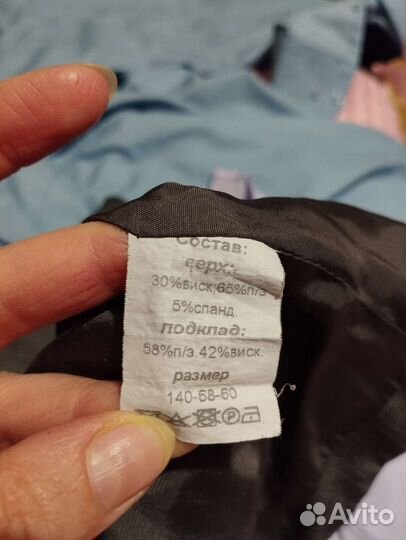 Состав:
верх:
30%виск,65%п/э
5%спанд.
подклад:
58%п/э.42%виск.
размер
140-68-60
Avito